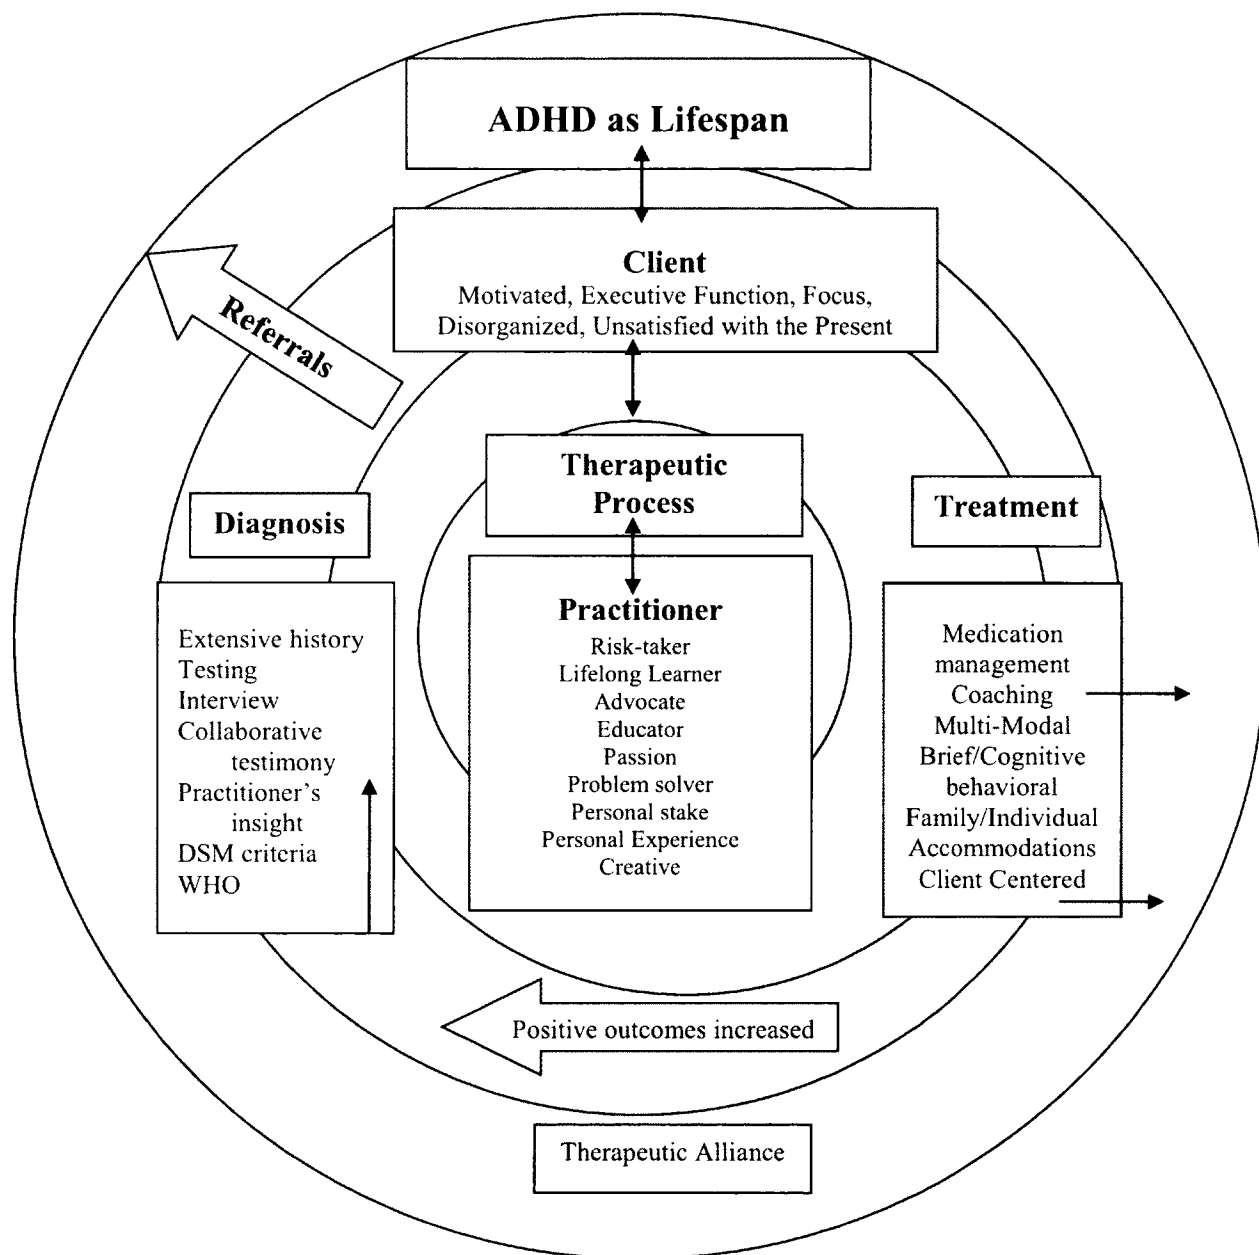 ADHD as Lifespan
Client
Motivated, Executive Function, Focus,
Disorganized, Unsatisfied with the Present
Referrals
Therapeutic
Process
Diagnosis
Treatment
Extensive history
Testing
Interview
Collaborative
testimony
Practitioner's
insight
DSM criteria
WHO
Practitioner
Risk-taker
Lifelong Learner
Advocate
Educator
Passion
Problem solver
Personal stake
Personal Experience
Creative
Medication
management
Coaching
Multi-Modal
Brief/Cognitive
behavioral
Family/Individual
Accommodations
Client Centered
Positive outcomes increased
Therapeutic Alliance